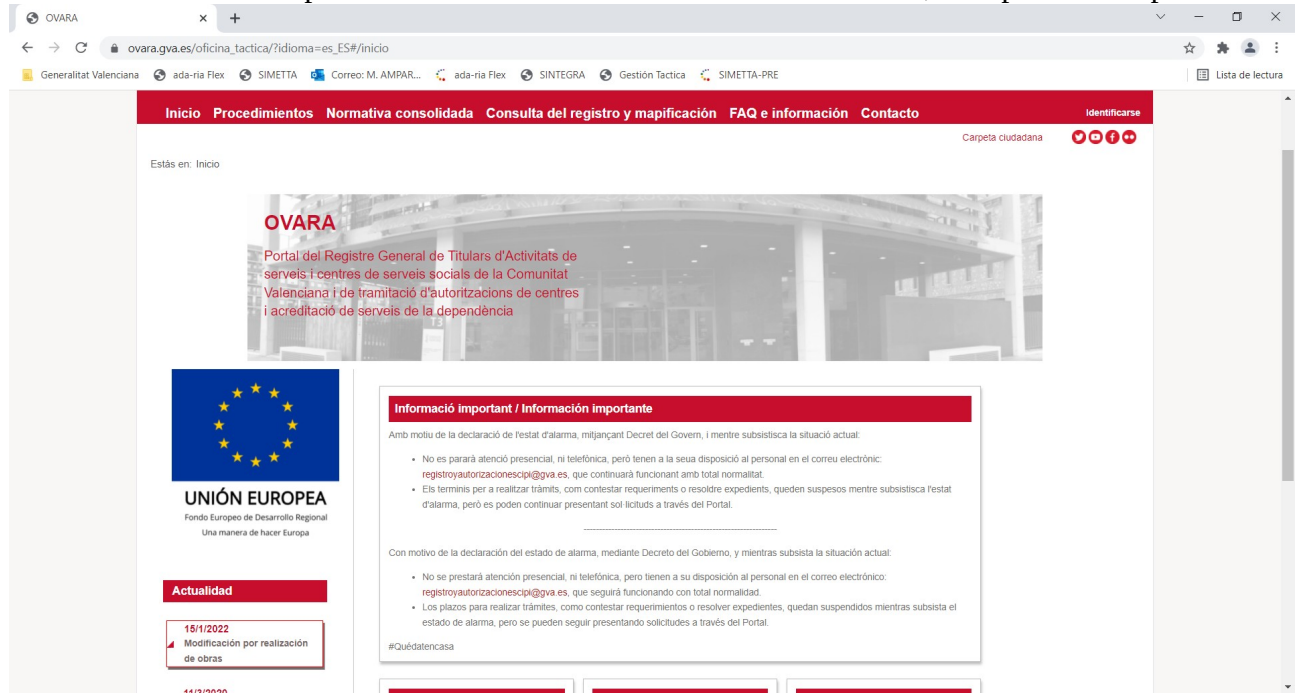 OVARA
ovara.gva.es/oficina_tactica/?idioma=es_ES#/inicio
Generalitat Valenciana ada-ria Flex SIMETTA Correo: M. AMPAR... ada-ria Flex SINTEGRA Gestión Tactica SIMETTA-PRE Lista de lectura
Inicio Procedimientos Normativa consolidada Consulta del registro y mapificación FAQ e información Contacto Identificarse
Carpeta ciudadana
Estás en: Inicio
OVARA
Portal del Registre General de Titulars d'Activitats de
serveis i centres de serveis socials de la Comunitat
Valenciana i de tramitació d'autoritzacions de centres
i acreditació de serveis de la dependència
UNIÓN EUROPEA
Fondo Europeo de Desarrollo Regional
Una manera de hacer Europa
Actualidad
15/1/2022
Modificación por realización
de obras
11/3/2020
Informació important / Información importante
Amb motiu de la declaració de l'estat d'alarma, mitjançant Decret del Govern, i mentre subsistisca la situació actual:
No es pararà atenció presencial, ni telefònica, però tenen a la seua disposició al personal en el correu electrònic:
registroyautorizacionescipi@gva.es, que continuarà funcionant amb total normalitat.
Els terminis per a realitzar tràmits, com contestar requeriments o resoldre expedients, queden suspesos mentre subsistisca l'estat
d'alarma, però es poden continuar presentant sol·licituds a través del Portal.
Con motivo de la declaración del estado de alarma, mediante Decreto del Gobierno, y mientras subsista la situación actual:
No se prestará atención presencial, ni telefónica, pero tienen a su disposición al personal en el correo electrónico:
registroyautorizacionescipi@gva.es, que seguirá funcionando con total normalidad.
Los plazos para realizar trámites, como contestar requerimientos o resolver expedientes, quedan suspendidos mientras subsista el
estado de alarma, pero se pueden seguir presentando solicitudes a través del Portal.
#Quédatencasa